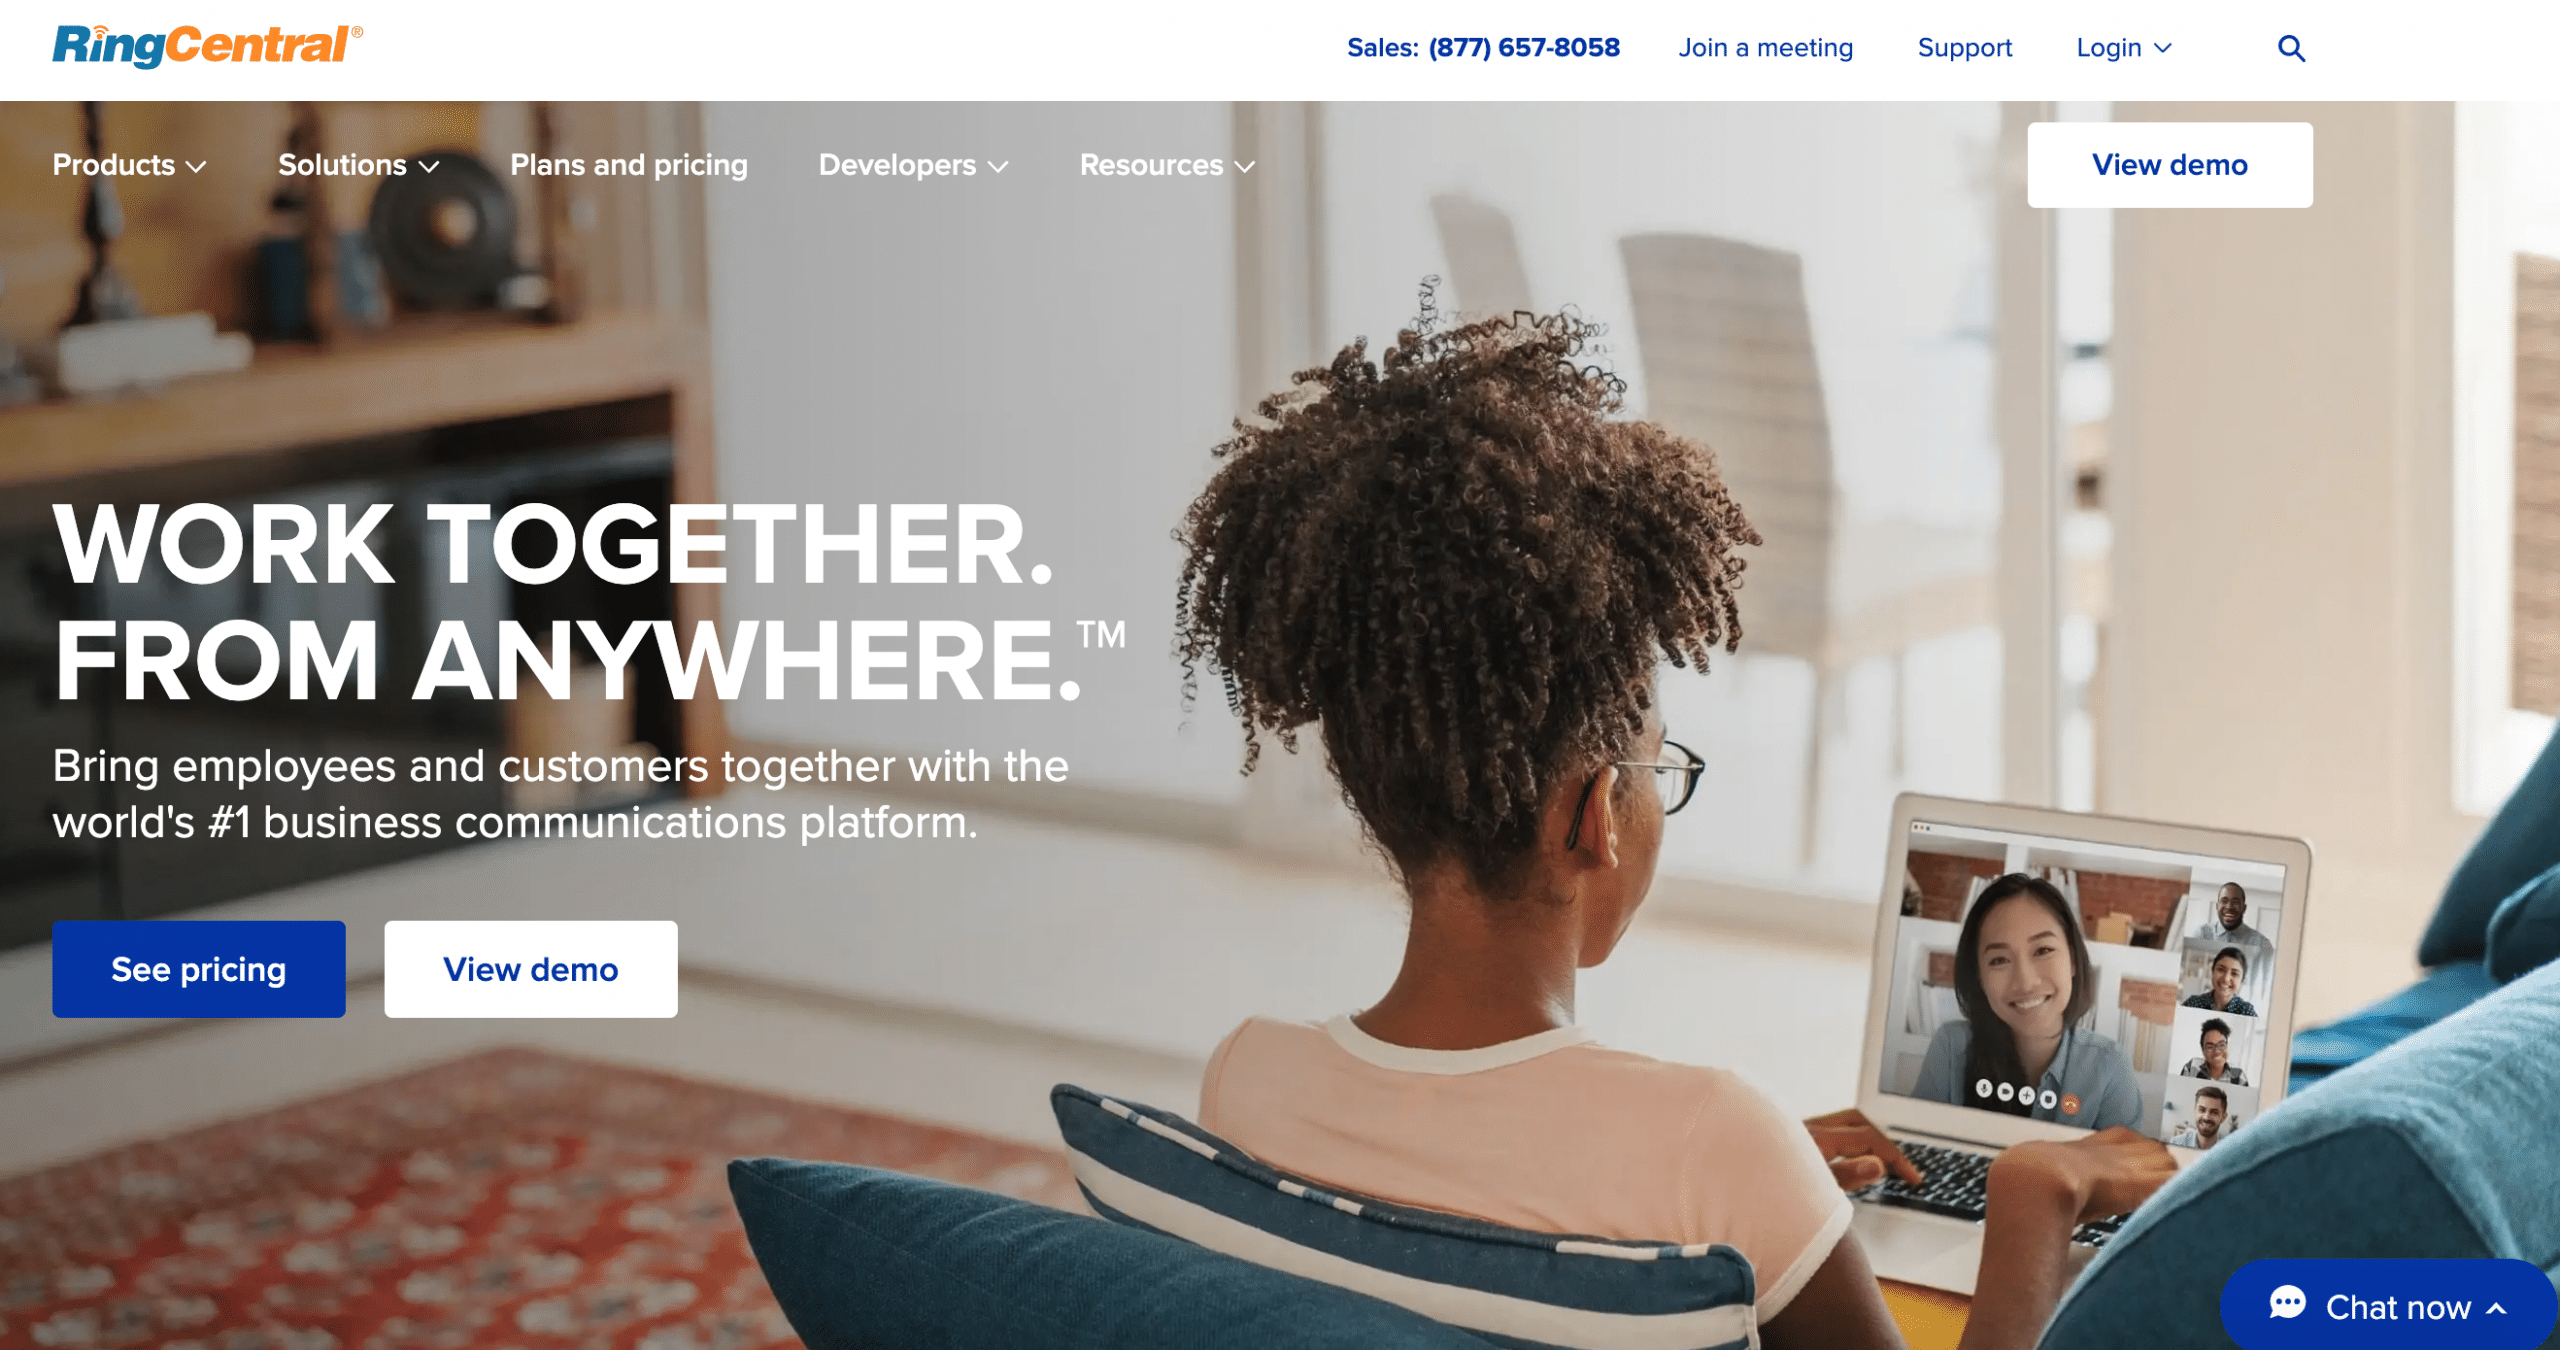 RingCentral®
Sales: (877) 657-8058
Join a meeting
Support
Login
Products
Solutions
Plans and pricing
Developers
Resources
View demo
WORK TOGETHER.
FROM ANYWHERE.™
Bring employees and customers together with the
world's #1 business communications platform.
See pricing
View demo
Chat now